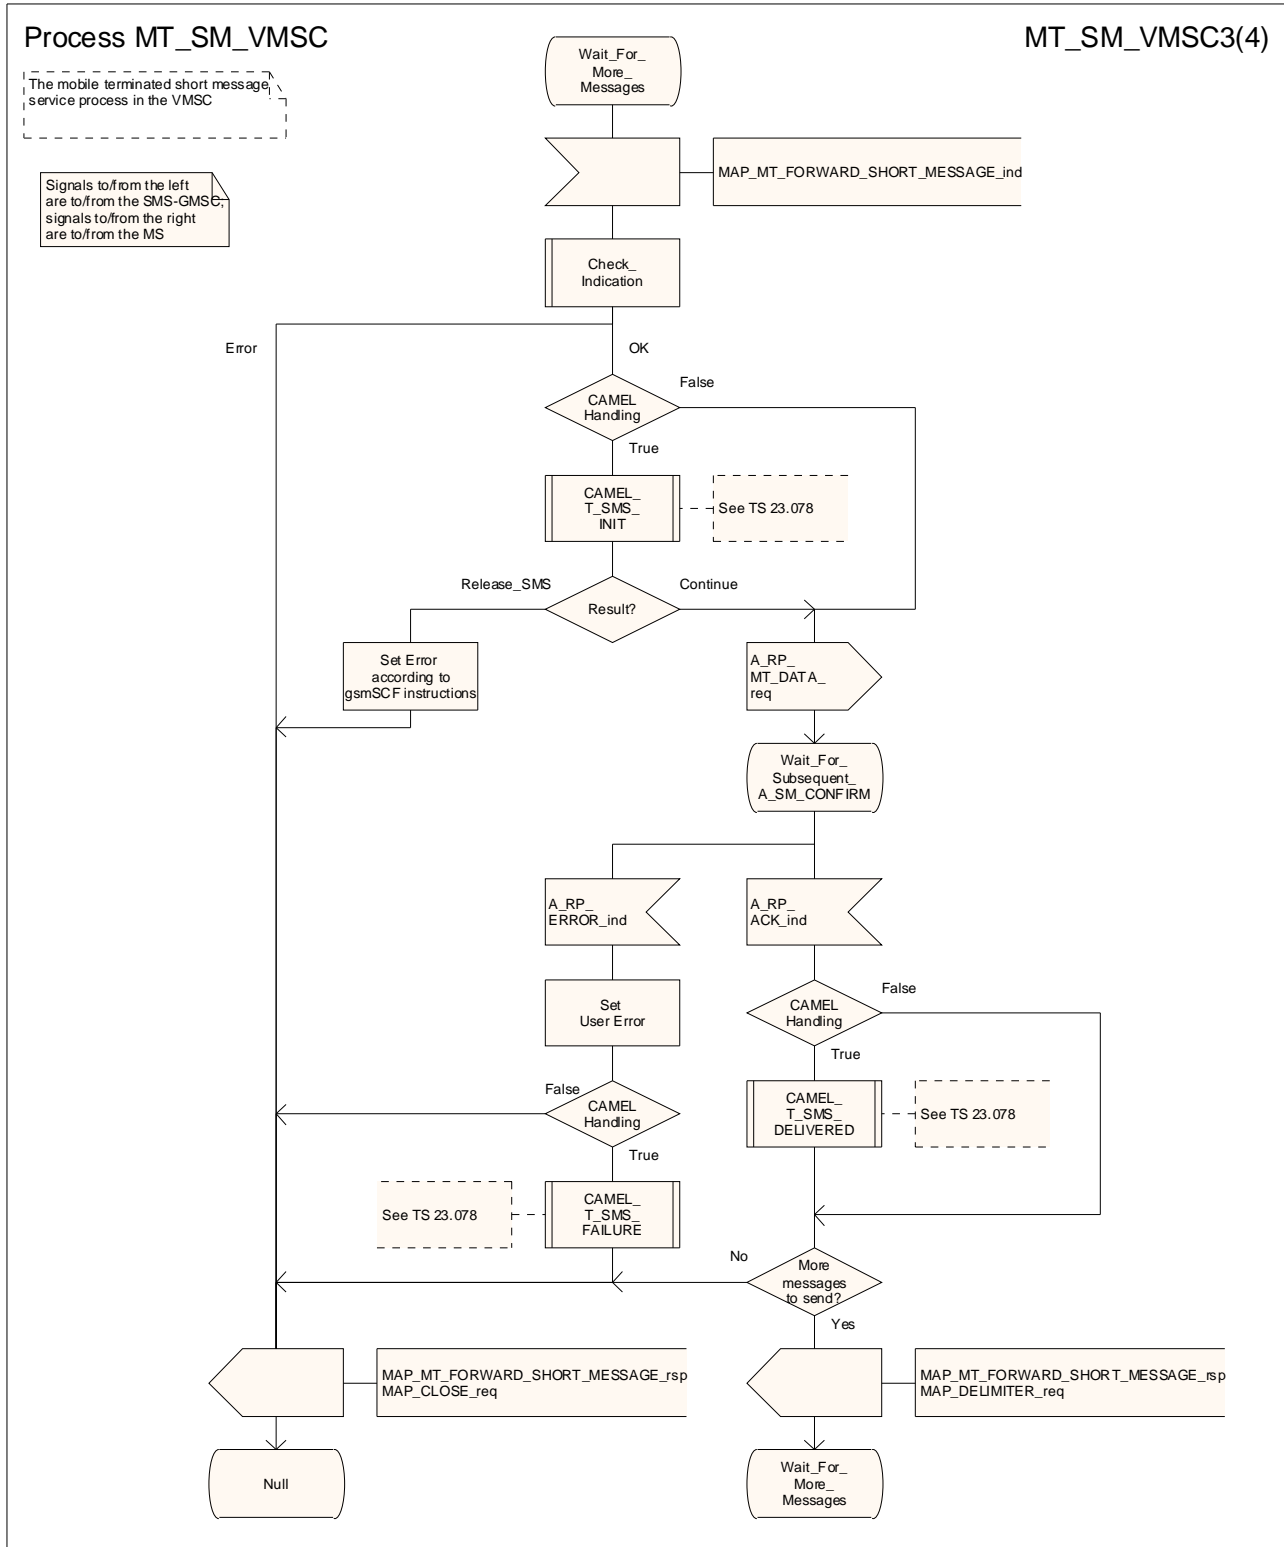 Process MT_SM_VMSC
MT_SM_VMSC3(4)
The mobile terminated short message
service process in the VMSC
Signals to/from the left
are to/from the SMS-GMSC,
signals to/from the right
are to/from the MS
Wait_For_
More_
Messages
MAP_MT_FORWARD_SHORT_MESSAGE_ind
Check_
Indication
Error
OK
CAMEL
Handling
False
True
CAMEL_
T_SMS_
INIT
See TS 23.078
Release_SMS
Result?
Continue
Set Error
according to
gsmSCF instructions
A_RP_
MT_DATA_
req
Wait_For_
Subsequent_
A_SM_CONFIRM
A_RP_
ERROR_ind
A_RP_
ACK_ind
Set
User Error
CAMEL
Handling
False
True
False
CAMEL
Handling
True
CAMEL_
T_SMS_
DELIVERED
See TS 23.078
See TS 23.078
CAMEL_
T_SMS_
FAILURE
No
More
messages
to send?
Yes
MAP_MT_FORWARD_SHORT_MESSAGE_rsp
MAP_CLOSE_req
MAP_MT_FORWARD_SHORT_MESSAGE_rsp
MAP_DELIMITER_req
Null
Wait_For_
More_
Messages